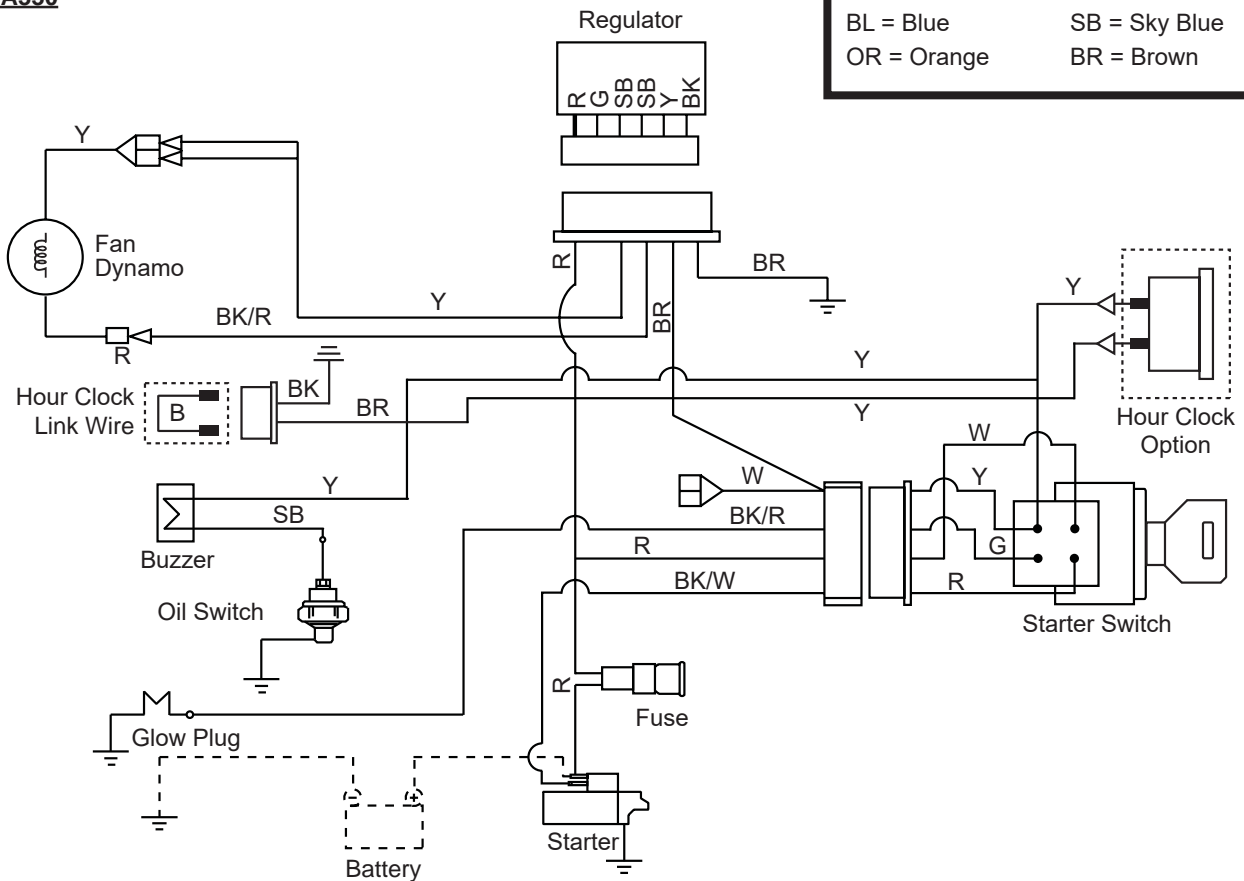 Regulator
BL = Blue SB = Sky Blue
OR = Orange BR = Brown
R G SB SB Y BK
Y
Fan
Dynamo
R
BR
BR
Y
Y
BK/R
R
Hour Clock
Link Wire
B
BK
BR
Y
Y
Hour Clock
Option
W
Y
SB
Buzzer
W
Y
BK/R
G
R
BK/W
R
Oil Switch
Starter Switch
R
Fuse
Glow Plug
Starter
Battery